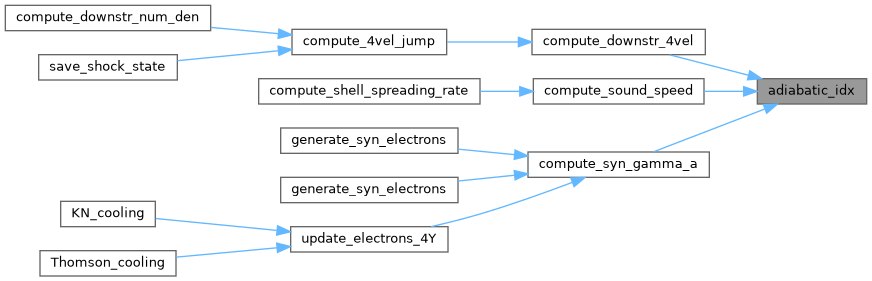 compute_downstr_num_den
compute_4vel_jump
compute_downstr_4vel
save_shock_state
compute_shell_spreading_rate
compute_sound_speed
adiabatic_idx
generate_syn_electrons
compute_syn_gamma_a
generate_syn_electrons
KN_cooling
update_electrons_4Y
Thomson_cooling